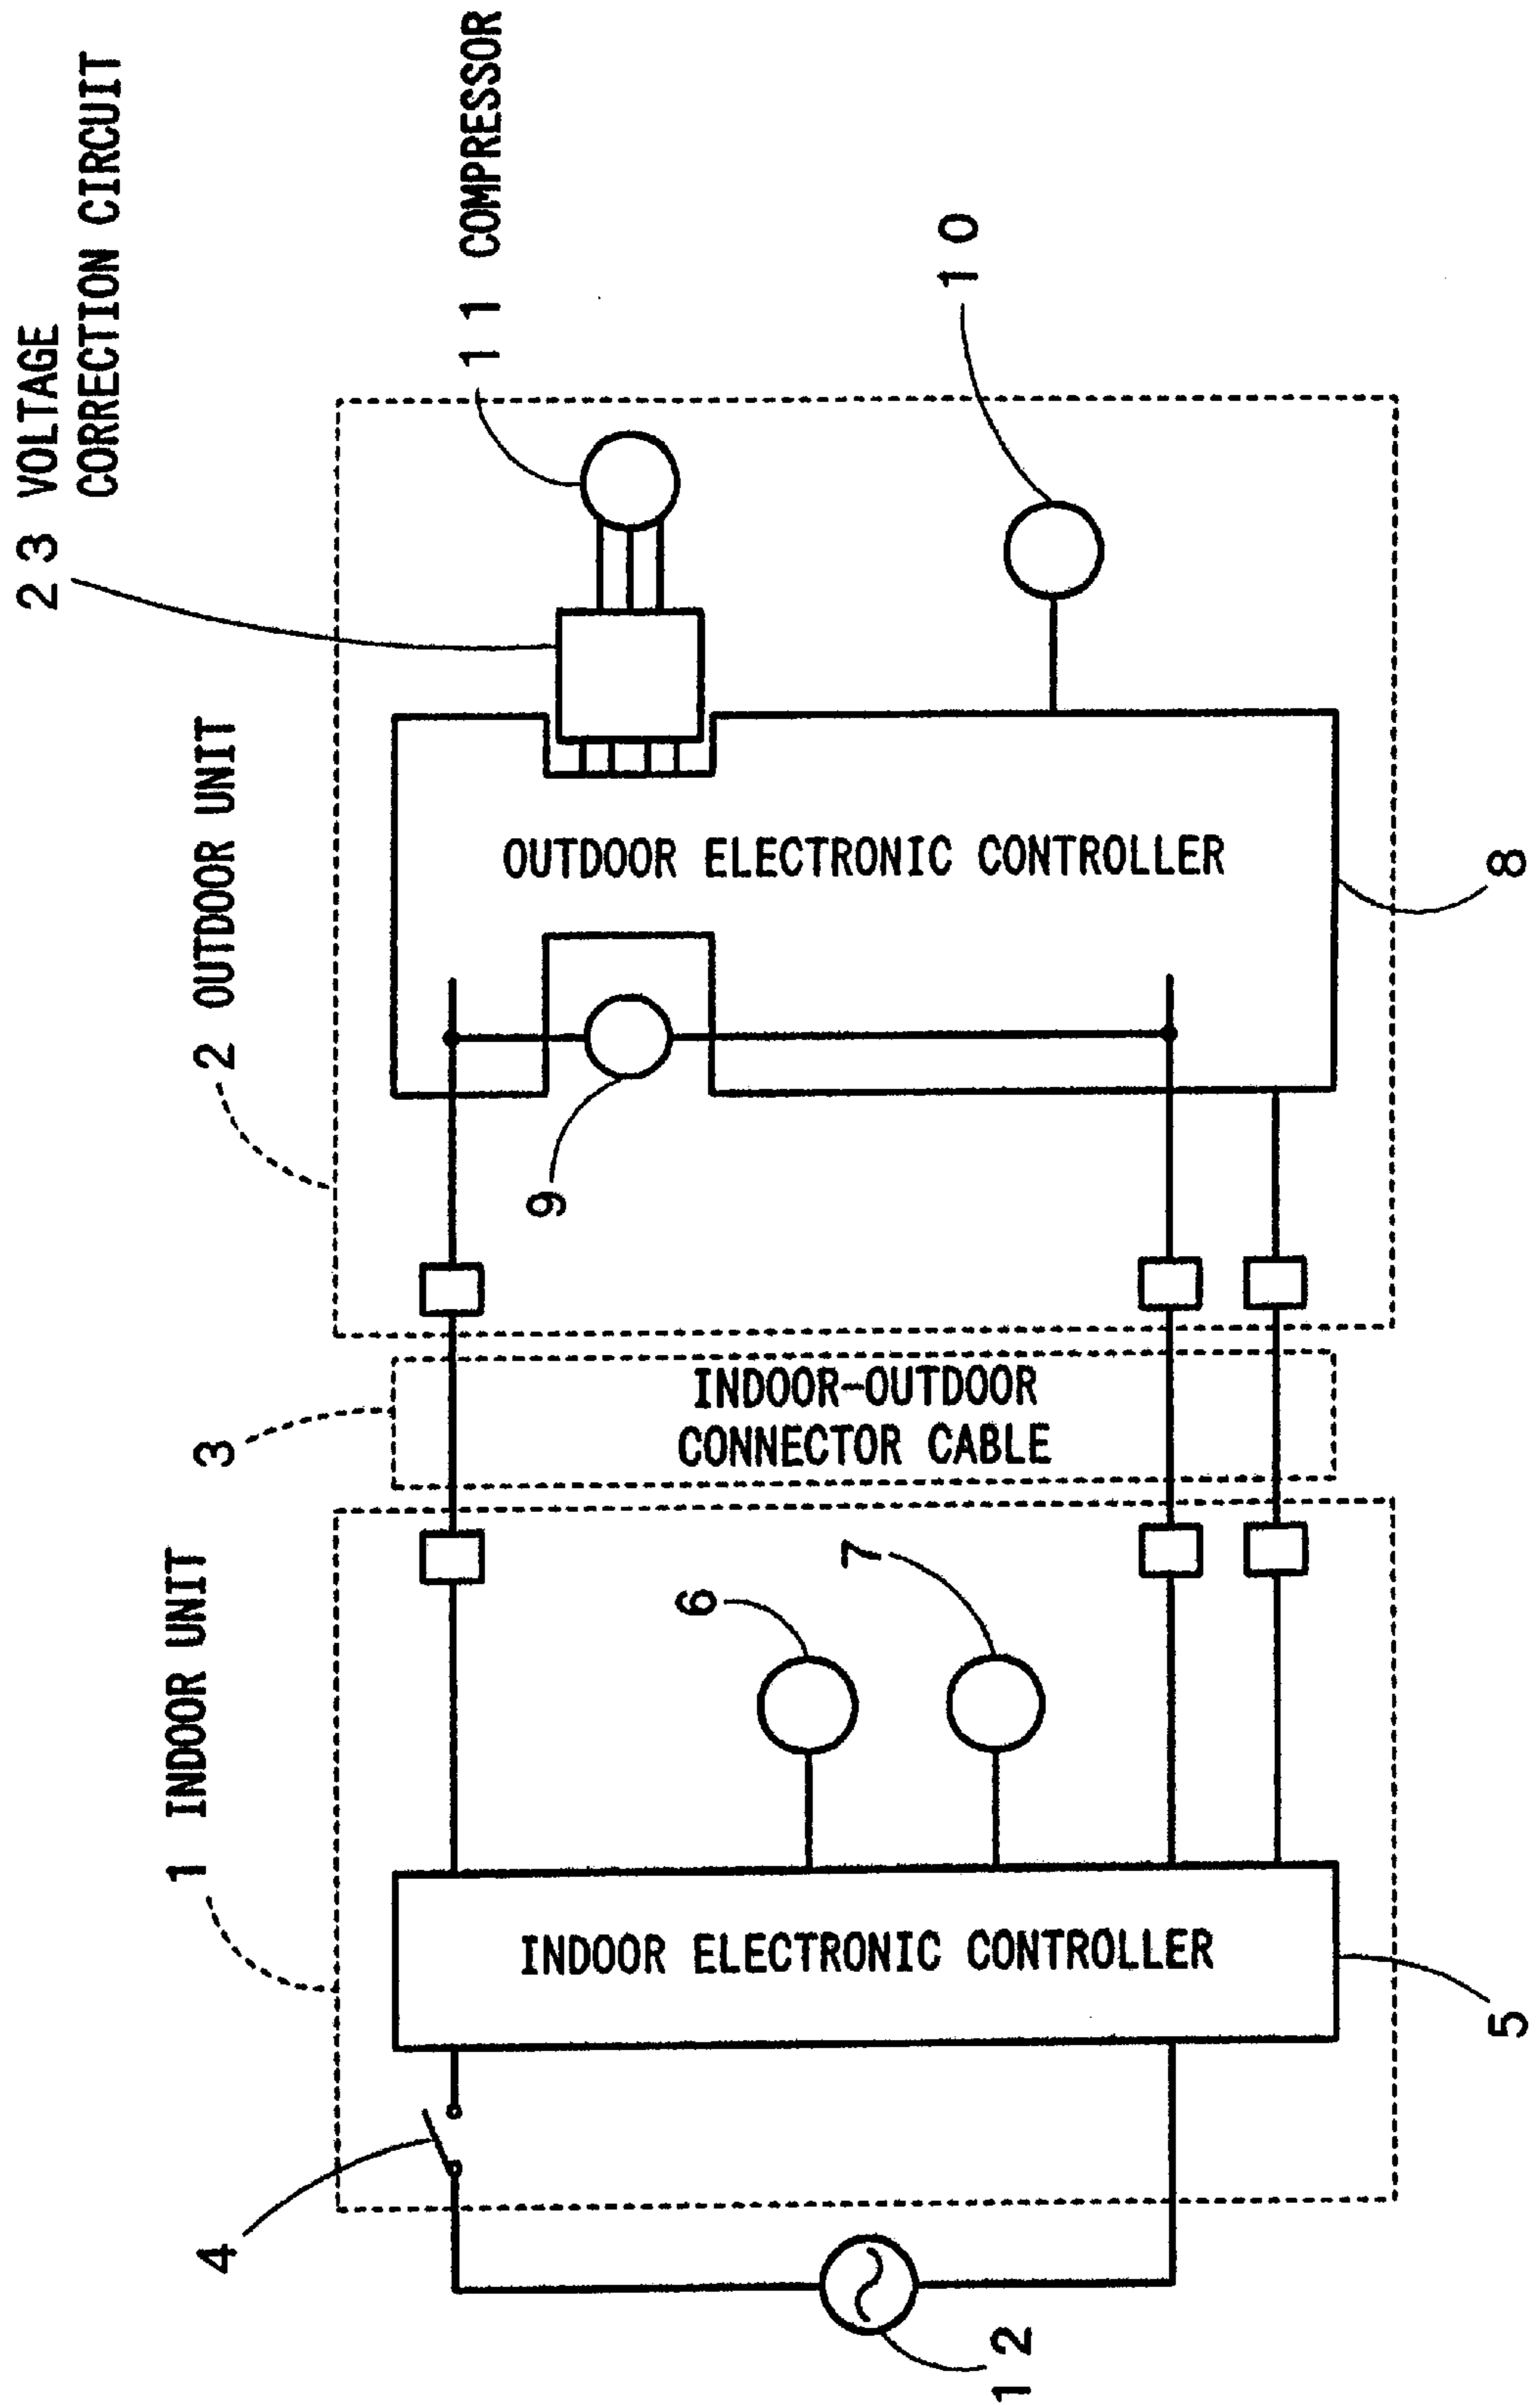 23 VOLTAGE
CORRECTION CIRCUIT
1 INDOOR UNIT
2 OUTDOOR UNIT
4
3
11 COMPRESSOR
9
6
7
INDOOR ELECTRONIC CONTROLLER
INDOOR-OUTDOOR
CONNECTOR CABLE
OUTDOOR ELECTRONIC CONTROLLER
10
12
5
8